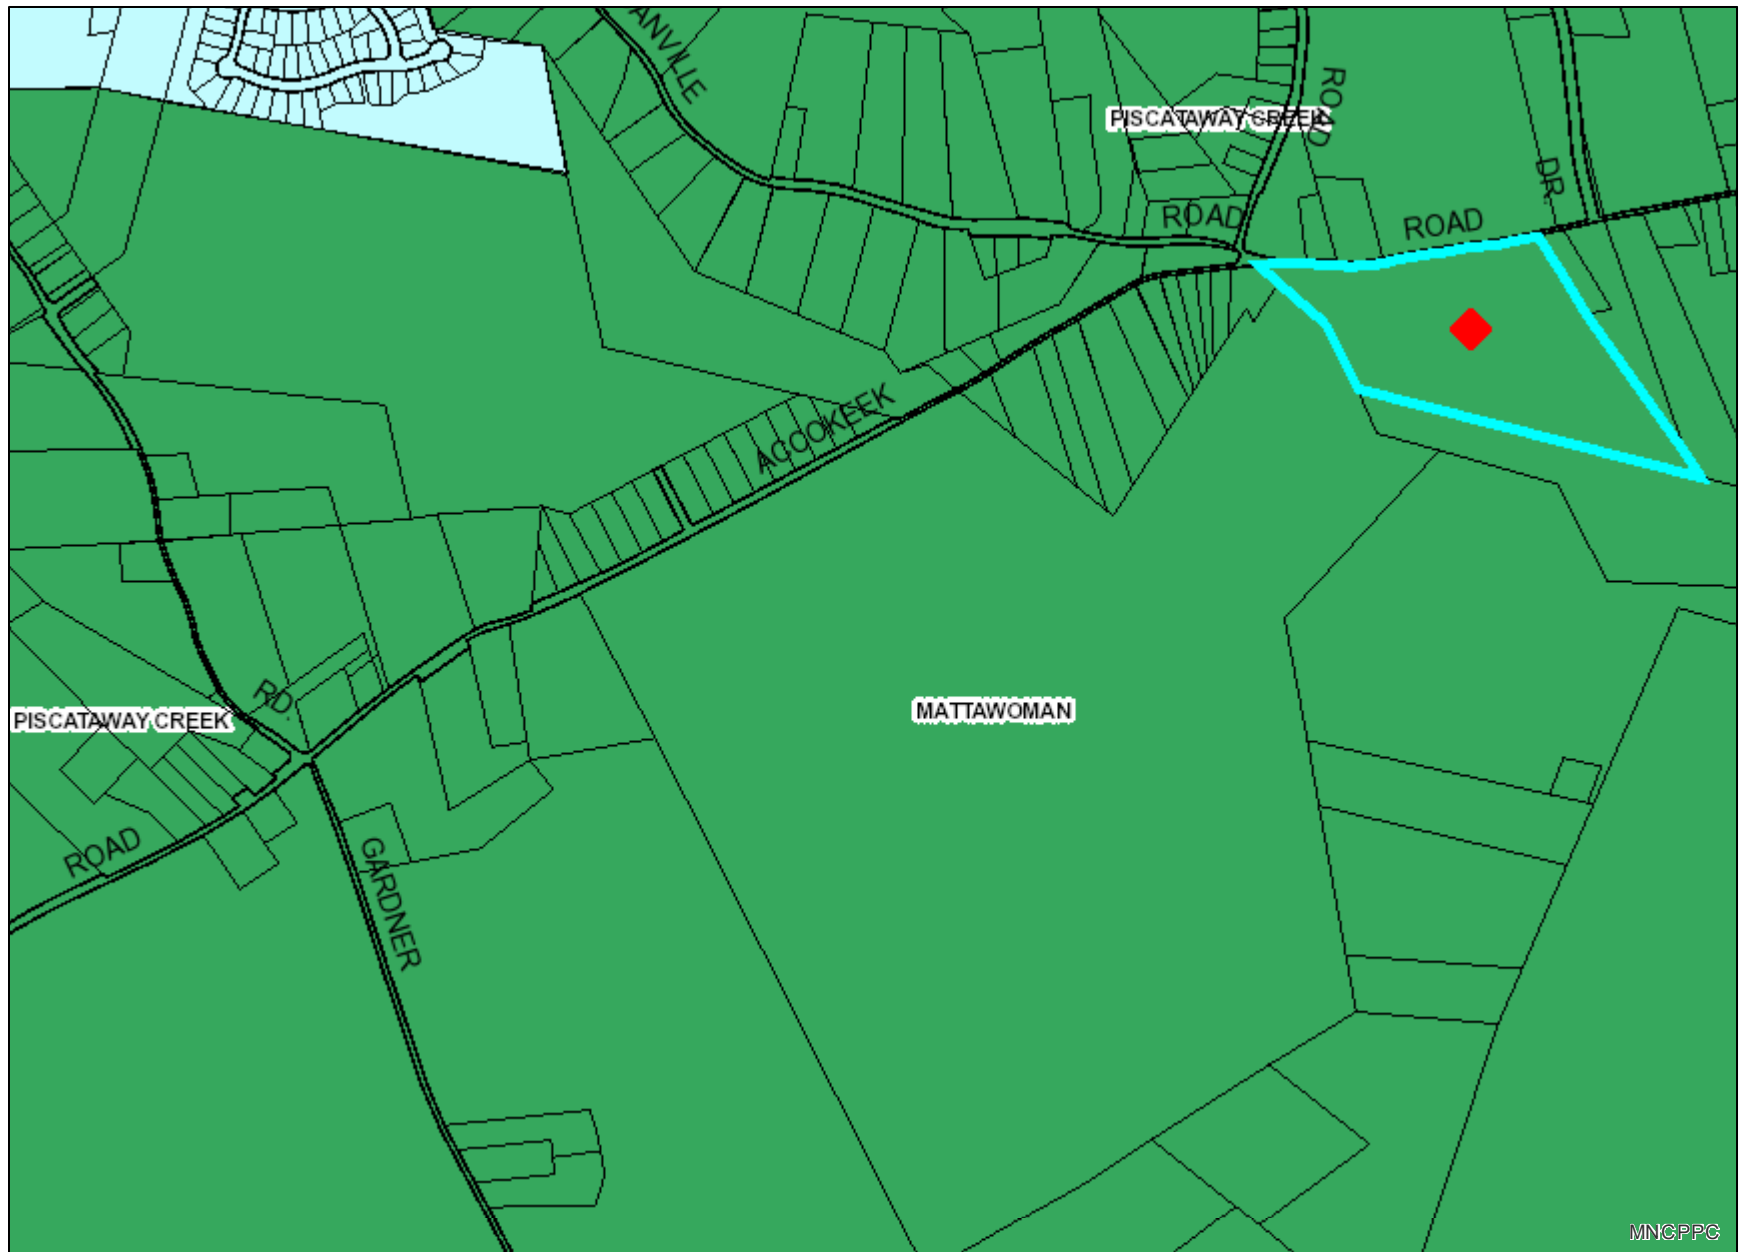 ANVILLE
ROAD
PISCATAWAY CREEK
DR.
ROAD
ROAD
ACCOKEEK
RD.
PISCATAWAY CREEK
MATTAWOMAN
ROAD
GARDNER
MNCPPC